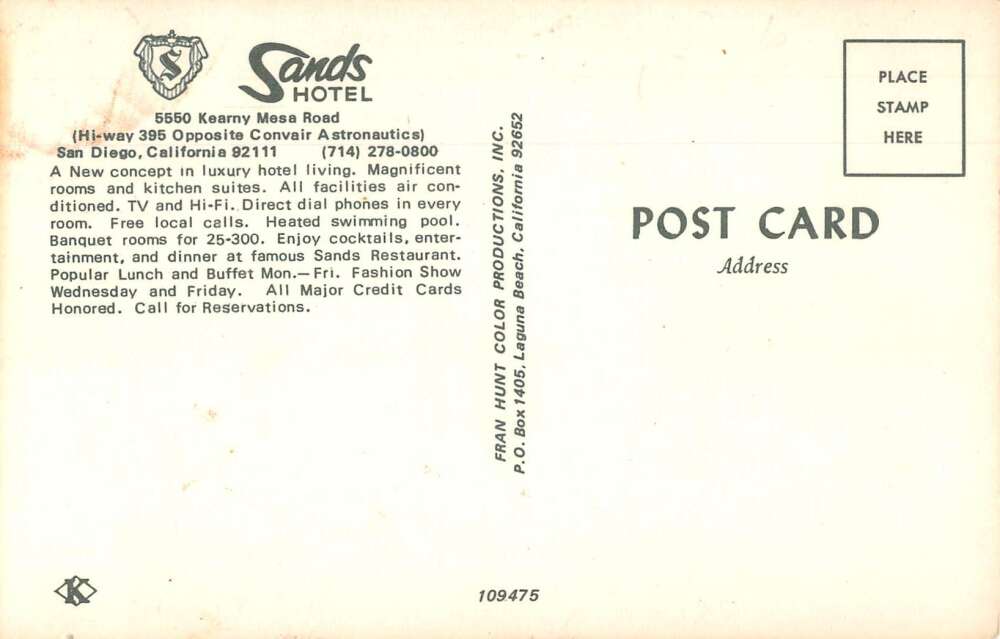 S
Sands
HOTEL
5550 Kearny Mesa Road
(Hi-way 395 Opposite Convair Astronautics)
San Diego, California 92111 (714) 278-0800
A New concept in luxury hotel living. Magnificent
rooms and kitchen suites. All facilities air con-
ditioned. TV and Hi-Fi. Direct dial phones in every
room. Free local calls. Heated swimming pool.
Banquet rooms for 25-300. Enjoy cocktails, enter-
tainment, and dinner at famous Sands Restaurant.
Popular Lunch and Buffet Mon.—Fri. Fashion Show
Wednesday and Friday. All Major Credit Cards
Honored. Call for Reservations.
FRAN HUNT COLOR PRODUCTIONS, INC.
P.O. Box 1405, Laguna Beach, California 92652
PLACE
STAMP
HERE
POST CARD
Address
K
109475